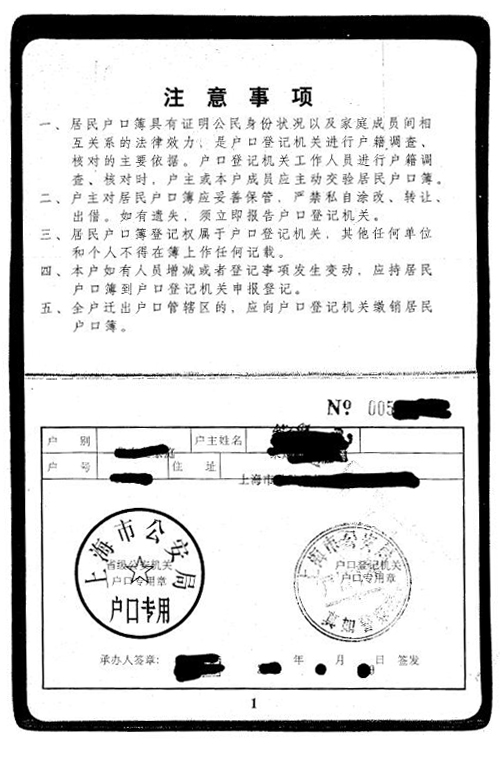 注意事项
一、居民户口簿具有证明公民身份状况以及家庭成员间相
互关系的法律效力，是户口登记机关进行户籍调查、
核对的主要依据。户口登记机关工作人员进行户籍调
查、核对时，户主或本户成员应主动交验居民户口簿。
二、户主对居民户口簿应妥善保管，严禁私自涂改、转让、
出借。如有遗失，须立即报告户口登记机关。
三、居民户口簿登记权属于户口登记机关，其他任何单位
和个人不得在簿上作任何记载。
四、本户如有人员增减或者登记事项发生变动，应持居民
户口簿到户口登记机关申报登记。
五、全户迁出户口管辖区的，应向户口登记机关缴销居民
户口簿。
№ 005
户别 户主姓名
户号 住址 上海市
上海市公安局
省级公安机关
户口专用章
户口专用
上海市公安局
户口登记机关
户口专用章
承办人签章： 年 月 日 签发
1